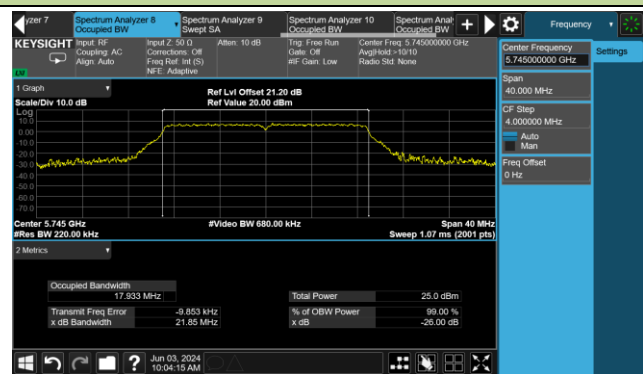 yzer 7
Spectrum Analyzer 8
Occupied BW
Spectrum Analyzer 9
Swept SA
Spectrum Analyzer 10
Occupied BW
Spectrum Anal
Occupied BW
Frequency
KEYSIGHT
Input: RF
Coupling: AC
Align: Auto
Input Z: 50 Ω
Corrections: Off
Freq Ref: Int (S)
NFE: Adaptive
Atten: 10 dB
Trig: Free Run
Gate: Off
#IF Gain: Low
Center Freq: 5.745000000 GHz
Avg|Hold:>10/10
Radio Std: None
Center Frequency
5.745000000 GHz
Settings
Span
40.000 MHz
CF Step
4.000000 MHz
Auto
Man
Freq Offset
0 Hz
1 Graph
Scale/Div 10.0 dB
Ref Lvl Offset 21.20 dB
Ref Value 20.00 dBm
Log
10.0
0.00
-10.0
-20.0
-30.0
-40.0
-50.0
-60.0
-70.0
Center 5.745 GHz
#Res BW 220.00 kHz
#Video BW 680.00 kHz
Span 40 MHz
Sweep 1.07 ms (2001 pts)
2 Metrics
Occupied Bandwidth
17.933 MHz
Total Power 25.0 dBm
Transmit Freq Error -9.853 kHz
% of OBW Power 99.00 %
x dB Bandwidth 21.85 MHz
x dB -26.00 dB
Jun 03, 2024
10:04:15 AM